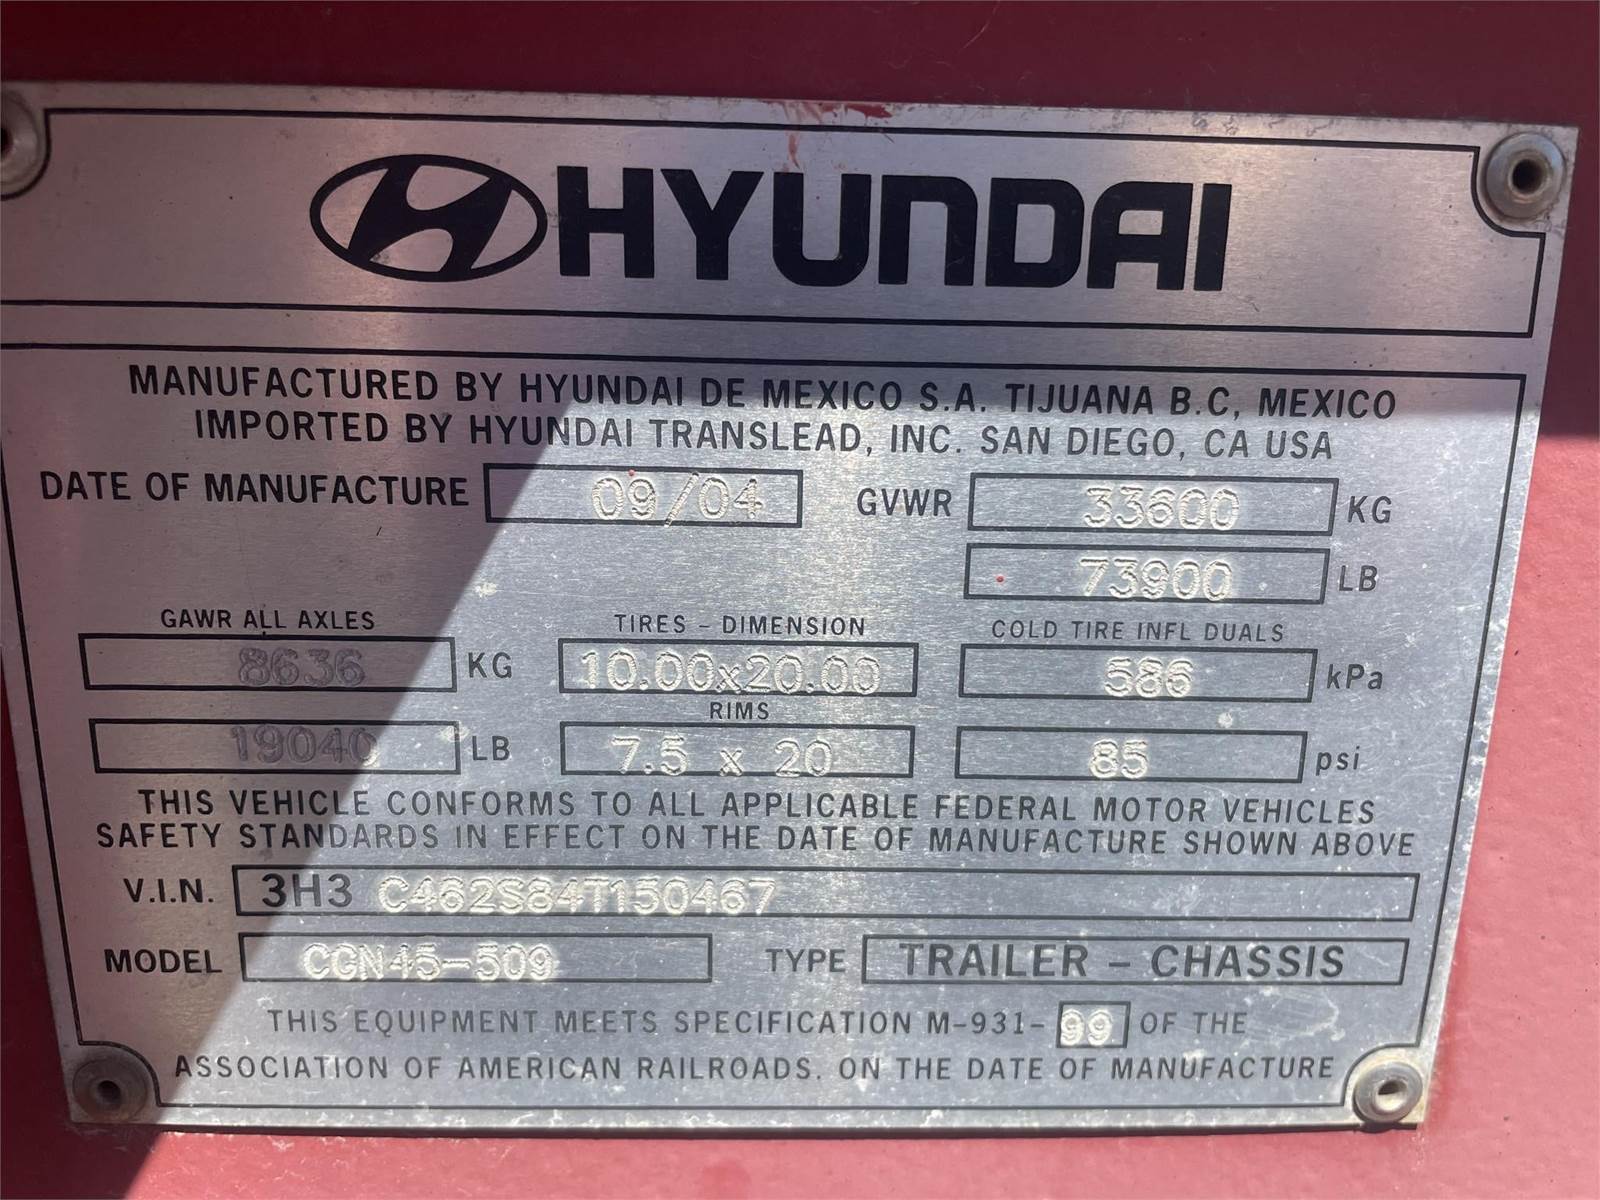 HYUNDAI
MANUFACTURED BY HYUNDAI DE MEXICO S.A. TIJUANA B.C, MEXICO
IMPORTED BY HYUNDAI TRANSLEAD, INC. SAN DIEGO, CA USA
DATE OF MANUFACTURE 09/04 GVWR 33600 KG
73900 LB
GAWR ALL AXLES TIRES - DIMENSION COLD TIRE INFL DUALS
8636 KG 10.00x20.00 586 kPa
RIMS
19040 LB 7.5 x 20 85 psi
THIS VEHICLE CONFORMS TO ALL APPLICABLE FEDERAL MOTOR VEHICLES
SAFETY STANDARDS IN EFFECT ON THE DATE OF MANUFACTURE SHOWN ABOVE
V.I.N. 3H3 C462S84T150467
MODEL CGN45-509 TYPE TRAILER - CHASSIS
THIS EQUIPMENT MEETS SPECIFICATION M-931-99 OF THE
ASSOCIATION OF AMERICAN RAILROADS. ON THE DATE OF MANUFACTURE